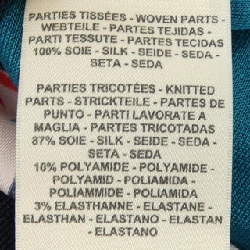 PARTIES TISSÉES - WOVEN PARTS -
WEBTEILE - PARTES TEJIDAS -
PARTI TESSUTE - PARTES TECIDAS
100% SOIE - SILK - SEIDE - SEDA -
SETA - SEDA
PARTIES TRICOTÉES - KNITTED
PARTS - STRICKTEILE - PARTES DE
PUNTO - PARTI LAVORATE A
MAGLIA - PARTES TRICOTADAS
87% SOIE - SILK - SEIDE - SEDA -
SETA - SEDA
10% POLYAMIDE - POLYAMIDE -
POLYAMID - POLIAMIDA -
POLIAMMIDE - POLIAMIDA
3% ELASTHANNE - ELASTANE -
ELASTHAN - ELASTANO - ELASTAN
- ELASTANO